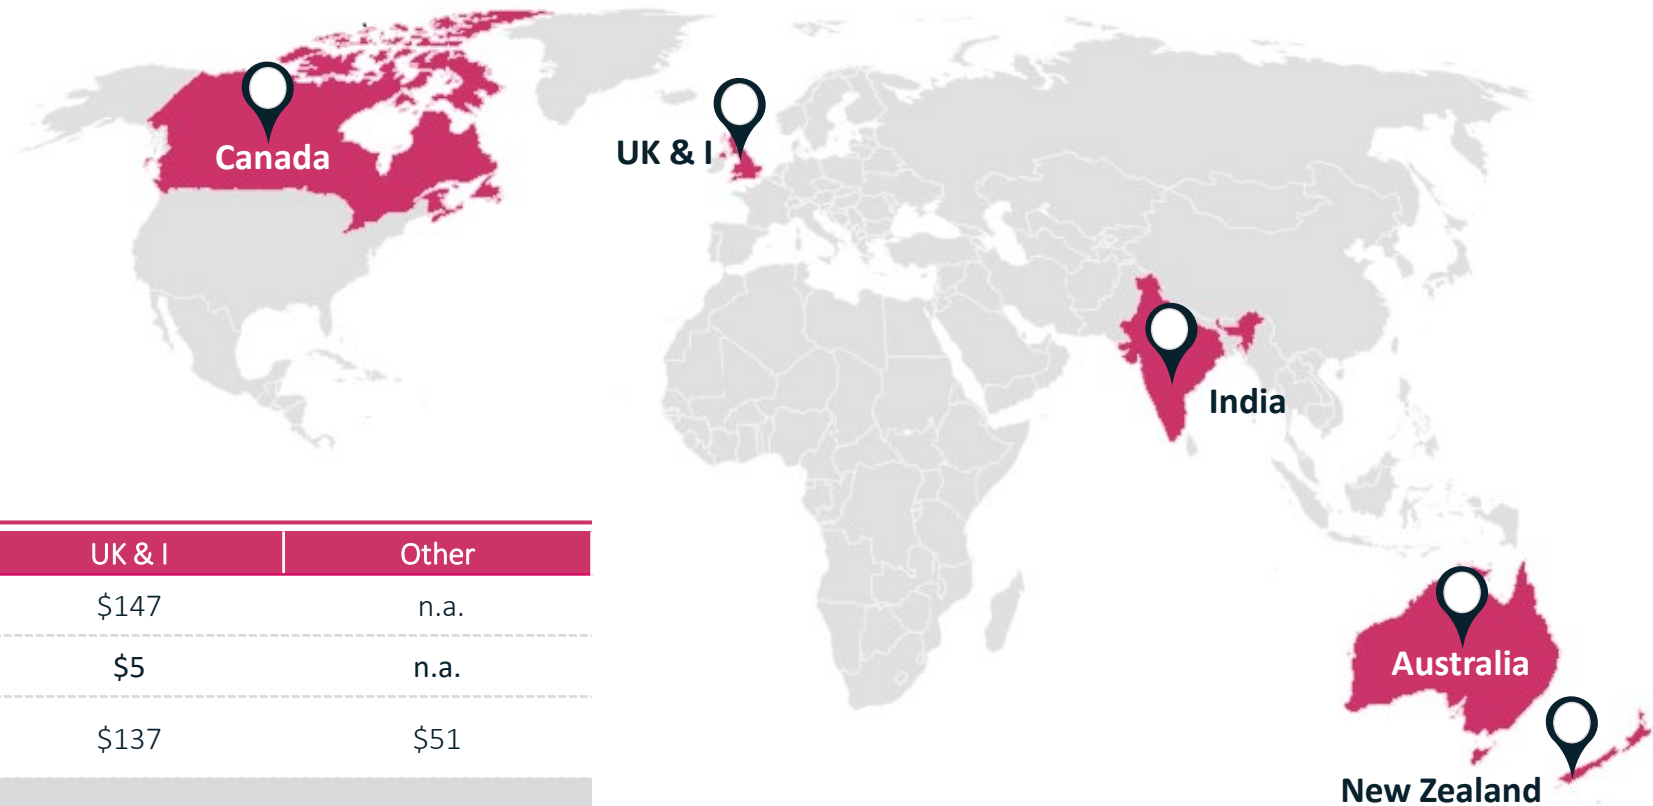 Canada
UK & I
India
UK & I Other
$147 n.a.
$5 n.a.
$137 $51
Australia
New Zealand